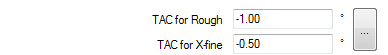 TAC for Rough -1.00 °
TAC for X-fine -0.50 °
...